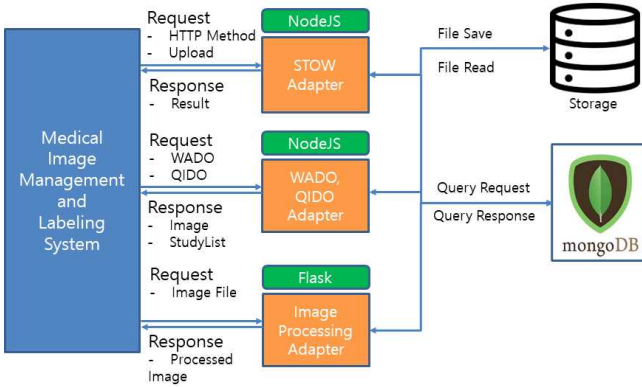 Medical
Image
Management
and
Labeling
System
Request
- HTTP Method
- Upload
Response
- Result
NodeJS
STOW
Adapter
Request
- WADO
- QIDO
Response
- Image
- StudyList
NodeJS
WADO,
QIDO
Adapter
Request
- Image File
Response
- Processed
Image
Flask
Image
Processing
Adapter
File Save
File Read
Storage
Query Request
Query Response
mongoDB